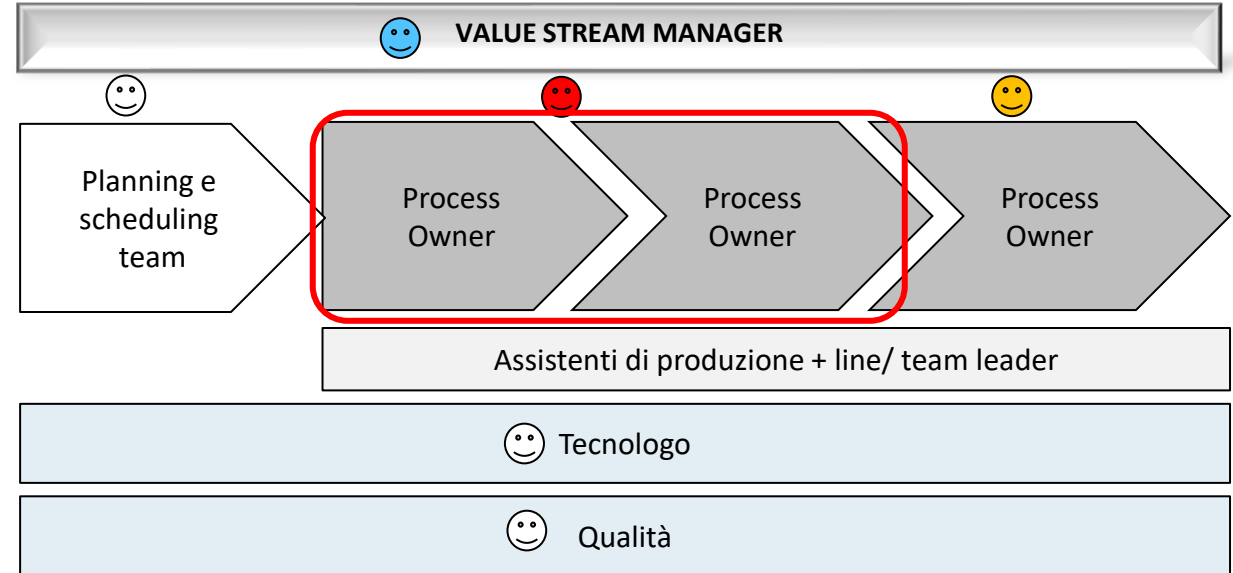 VALUE STREAM MANAGER
Planning e
scheduling
team
Process
Owner
Process
Owner
Process
Owner
Assistenti di produzione + line/ team leader
Tecnologo
Qualità